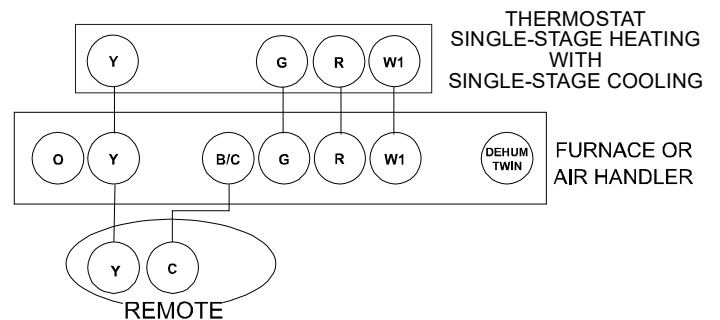 THERMOSTAT
SINGLE-STAGE HEATING
WITH
SINGLE-STAGE COOLING
Y G R W1
O Y B/C G R W1 DEHUM
TWIN
FURNACE OR
AIR HANDLER
Y C
REMOTE